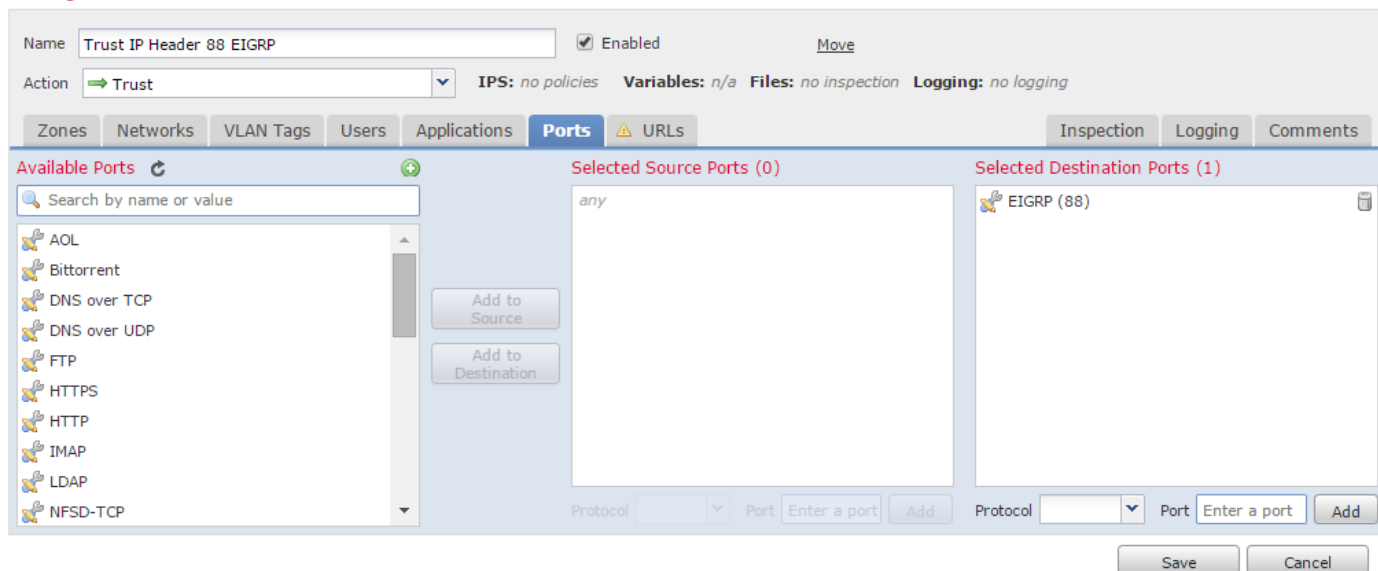 Name Trust IP Header 88 EIGRP Enabled Move
Action Trust IPS: no policies Variables: n/a Files: no inspection Logging: no logging
Zones Networks VLAN Tags Users Applications Ports URLs Inspection Logging Comments
Available Ports Selected Source Ports (0) Selected Destination Ports (1)
Search by name or value any EIGRP (88)
AOL
Bittorrent
DNS over TCP
Add to Source
DNS over UDP
FTP
Add to Destination
HTTPS
HTTP
IMAP
LDAP
NFSD-TCP
Protocol Port Enter a port Add Protocol Port Enter a port Add
Save Cancel